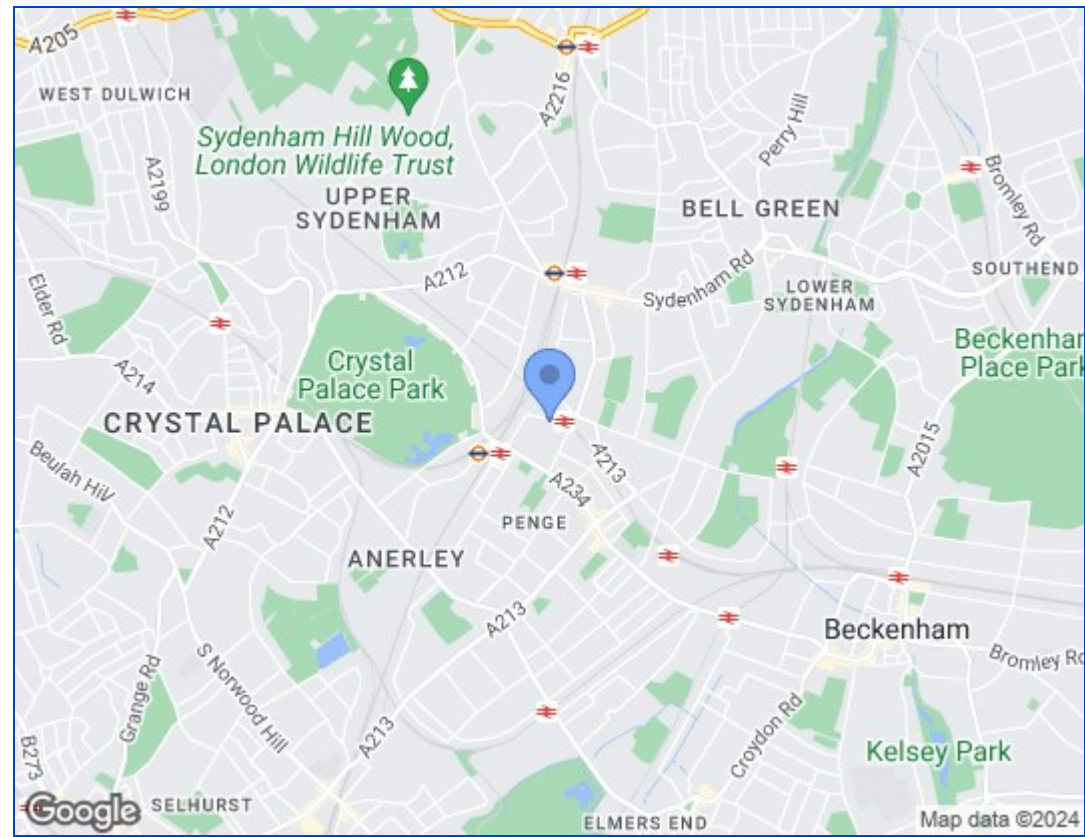 A205
WEST DULWICH
A2216
Perry Hill
Sydenham Hill Wood,
London Wildlife Trust
A2199
UPPER
SYDENHAM
BELL GREEN
Bromley Rd
A212
Sydenham Rd
SOUTHEND
LOWER
SYDENHAM
Elder Rd
Beckenham
Place Park
Crystal
Palace Park
A214
CRYSTAL PALACE
A2015
Beulah Hil
A213
A234
A212
PENGE
ANERLEY
A213
Beckenham
Bromley Rd
S Norwood Hill
Grange Rd
Croydon Rd
A213
B273
Kelsey Park
SELHURST
Google
ELMERS END
Map data ©2024